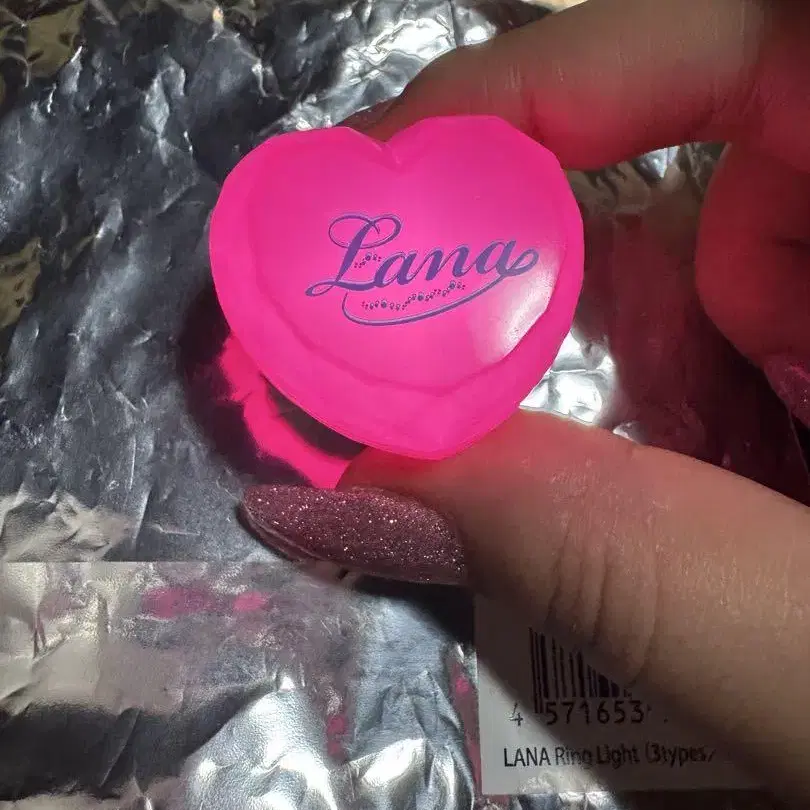 Lana
4 571653
LANA Ring Light (3types/